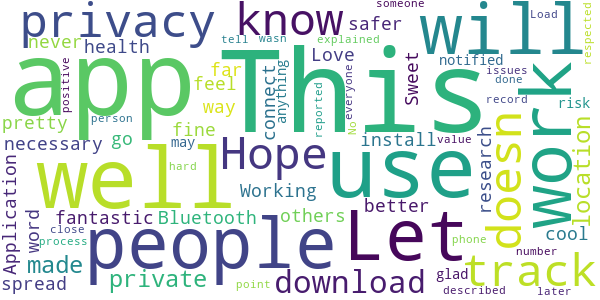 someone
privacy know safer will respected
never health tell wasn Load
explained
positive app This notified
issues
done
Love
Sweet
far connect anything everyone
feel
pretty person way reported No record risk
necessary go may fine install value work
Hope use doesn location
research
well hard Working better
Application word fantastic Bluetooth others Let cool
close people phone
process
made private download glad number track
spread point described later